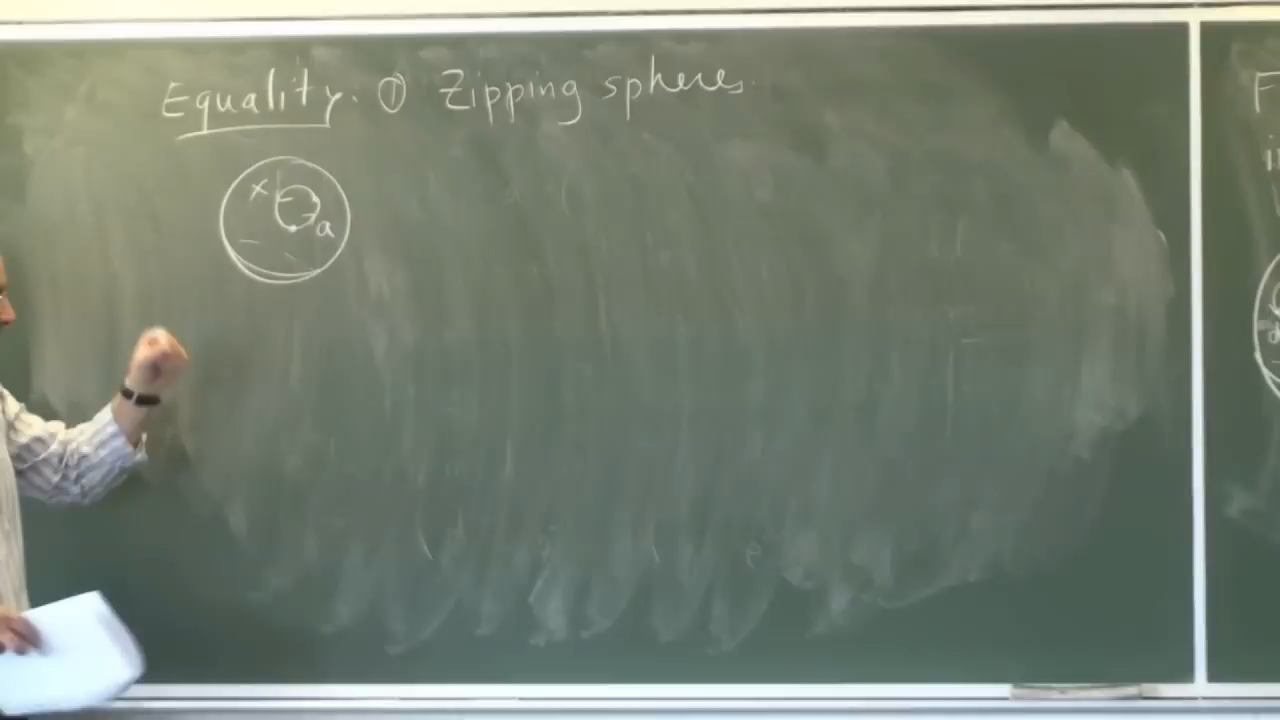 Equality. ① Zipping spheres.
x
a